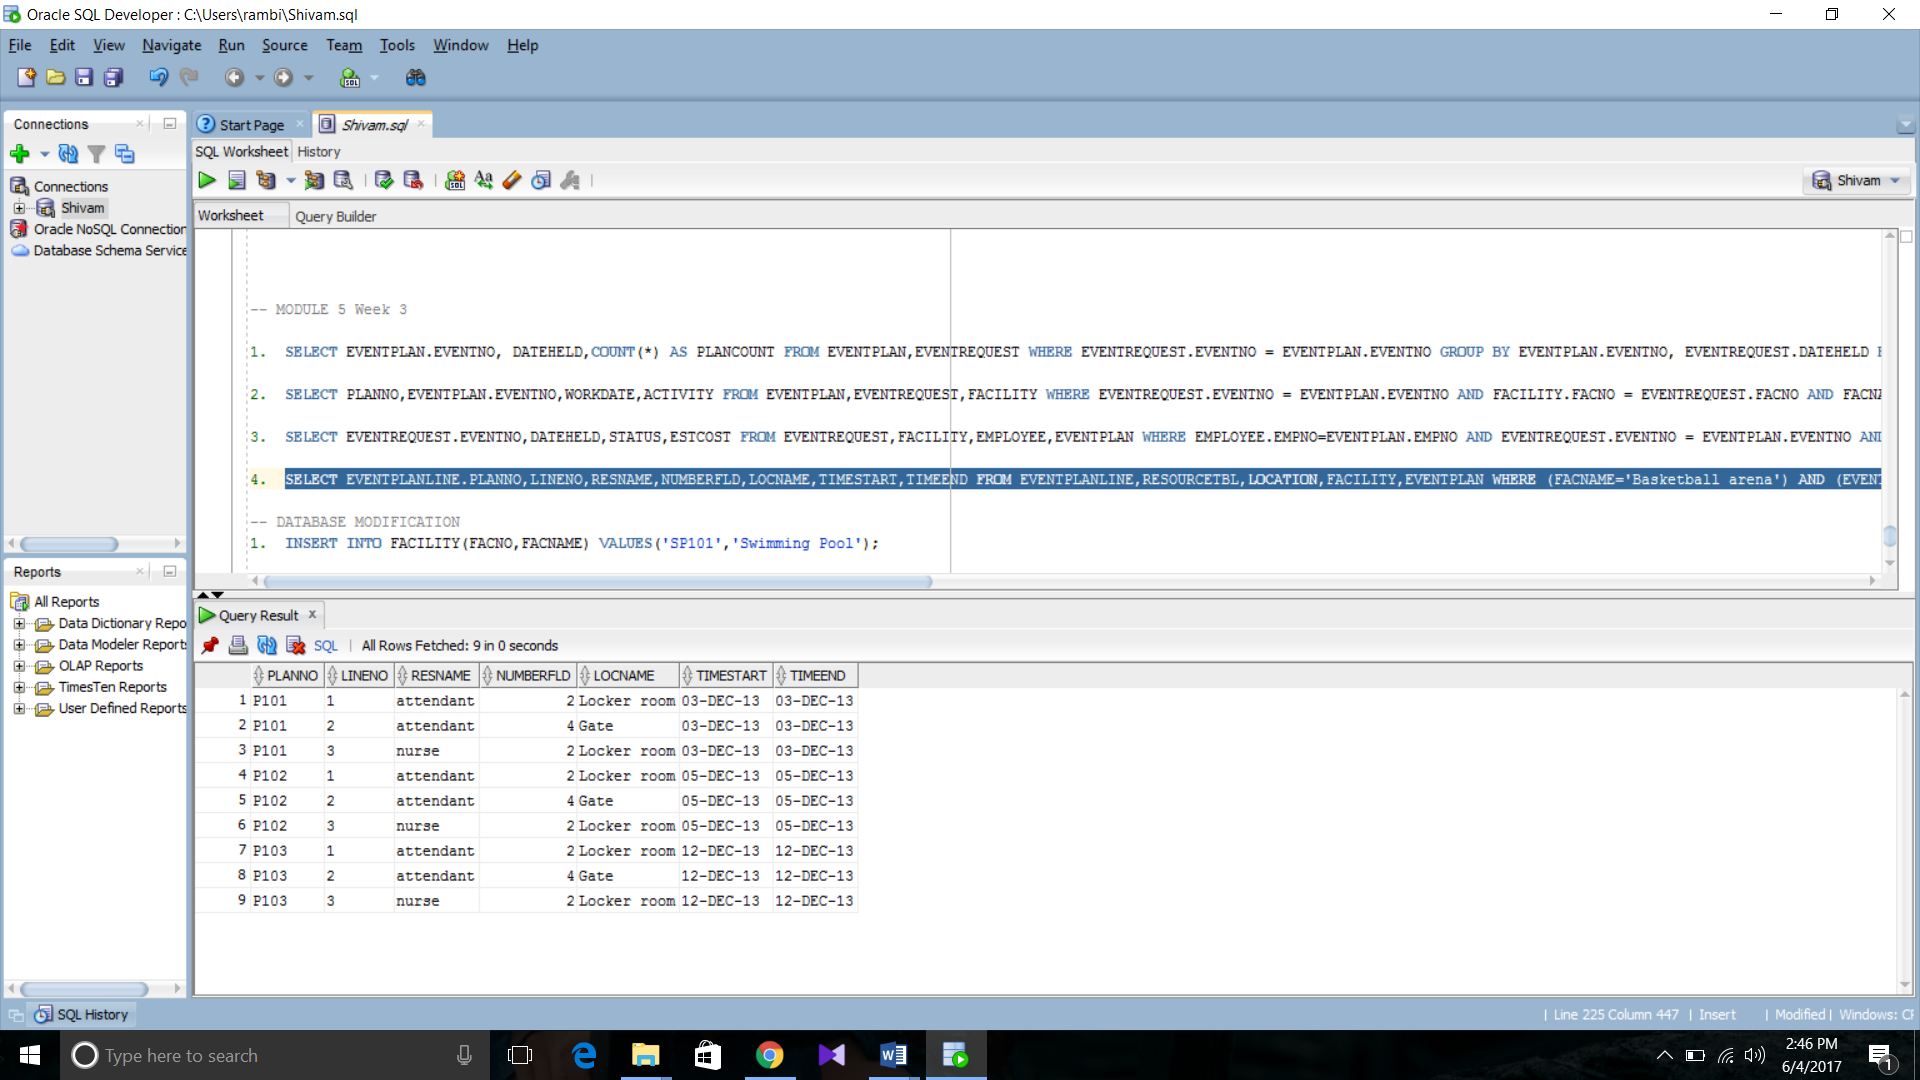 Oracle SQL Developer : C:\Users\rambi\Shivam.sql
File Edit View Navigate Run Source Team Tools Window Help
Connections
Start Page
Shivam.sql
SQL Worksheet History
Shivam
Worksheet Query Builder
Connections
Shivam
Oracle NoSQL Connection
Database Schema Service
-- MODULE 5 Week 3
1. SELECT EVENTPLAN.EVENTNO, DATEHELD,COUNT(*) AS PLANCOUNT FROM EVENTPLAN,EVENTREQUEST WHERE EVENTREQUEST.EVENTNO = EVENTPLAN.EVENTNO GROUP BY EVENTPLAN.EVENTNO, EVENTREQUEST.DATEHELD
2. SELECT PLANNO,EVENTPLAN.EVENTNO,WORKDATE,ACTIVITY FROM EVENTPLAN,EVENTREQUEST,FACILITY WHERE EVENTREQUEST.EVENTNO = EVENTPLAN.EVENTNO AND FACILITY.FACNO = EVENTREQUEST.FACNO AND FACNA
3. SELECT EVENTREQUEST.EVENTNO,DATEHELD,STATUS,ESTCOST FROM EVENTREQUEST,FACILITY,EMPLOYEE,EVENTPLAN WHERE EMPLOYEE.EMPNO=EVENTPLAN.EMPNO AND EVENTREQUEST.EVENTNO = EVENTPLAN.EVENTNO AND
4. SELECT EVENTPLANLINE.PLANNO,LINENO,RESNAME,NUMBERFLD,LOCNAME,TIMESTART,TIMEEND FROM EVENTPLANLINE,RESOURCETBL,LOCATION,FACILITY,EVENTPLAN WHERE (FACNAME='Basketball arena') AND (EVENT
-- DATABASE MODIFICATION
1. INSERT INTO FACILITY(FACNO,FACNAME) VALUES('SP101','Swimming Pool');
Reports
All Reports
Data Dictionary Repo
Data Modeler Reports
OLAP Reports
TimesTen Reports
User Defined Reports
Query Result
SQL | All Rows Fetched: 9 in 0 seconds
PLANNO LINENO RESNAME NUMBERFLD LOCNAME TIMESTART TIMEEND
1 P101 1 attendant 2 Locker room 03-DEC-13 03-DEC-13
2 P101 2 attendant 4 Gate 03-DEC-13 03-DEC-13
3 P101 3 nurse 2 Locker room 03-DEC-13 03-DEC-13
4 P102 1 attendant 2 Locker room 05-DEC-13 05-DEC-13
5 P102 2 attendant 4 Gate 05-DEC-13 05-DEC-13
6 P102 3 nurse 2 Locker room 05-DEC-13 05-DEC-13
7 P103 1 attendant 2 Locker room 12-DEC-13 12-DEC-13
8 P103 2 attendant 4 Gate 12-DEC-13 12-DEC-13
9 P103 3 nurse 2 Locker room 12-DEC-13 12-DEC-13
SQL History
| Line 225 Column 447 | Insert | Modified | Windows: CR
Type here to search
2:46 PM
6/4/2017
1